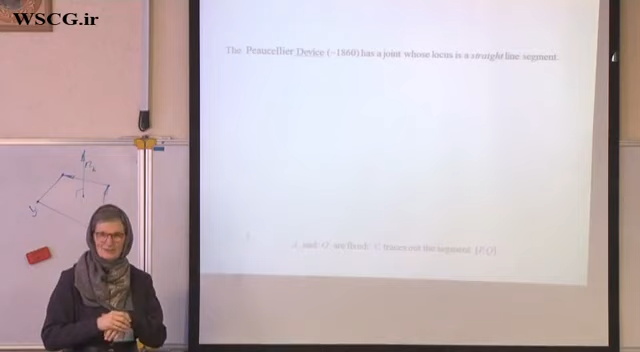 WSCG.ir
The Peaucellier Device (~1860) has a joint whose locus is a straight line segment.
and are fixed; traces out the segment